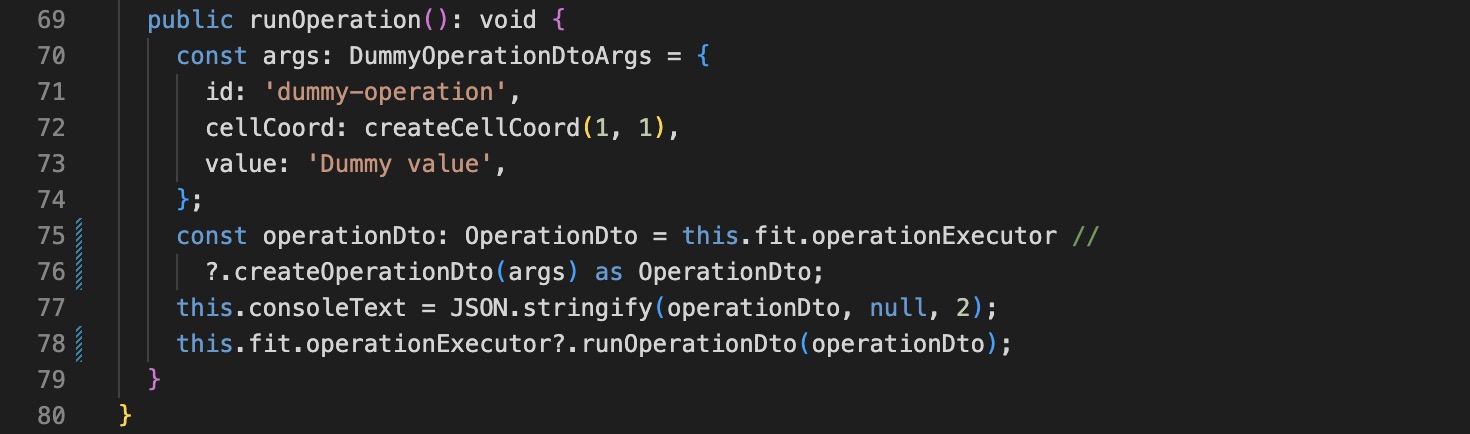 69 public runOperation(): void {
70 const args: DummyOperationDtoArgs = {
71 id: 'dummy-operation',
72 cellCoord: createCellCoord(1, 1),
73 value: 'Dummy value',
74 };
75 const operationDto: OperationDto = this.fit.operationExecutor //
76 ?.createOperationDto(args) as OperationDto;
77 this.consoleText = JSON.stringify(operationDto, null, 2);
78 this.fit.operationExecutor?.runOperationDto(operationDto);
79 }
80 }